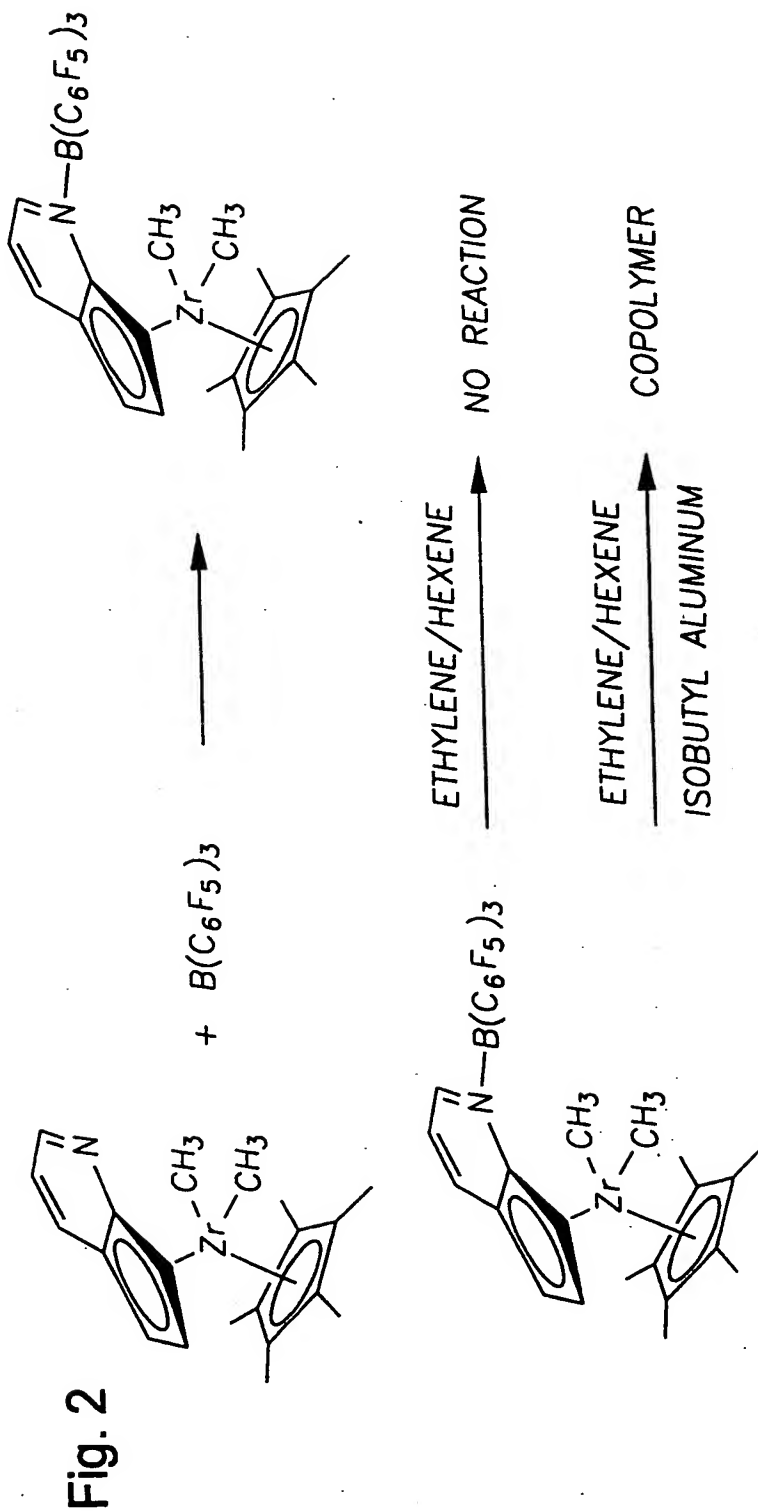 Fig. 2
N
Zr
CH3
CH3
+ B(C6F5)3
N—B(C6F5)3
Zr
CH3
CH3
N—B(C6F5)3
Zr
CH3
CH3
ETHYLENE/HEXENE
NO REACTION
ETHYLENE/HEXENE
ISOBUTYL ALUMINUM
COPOLYMER